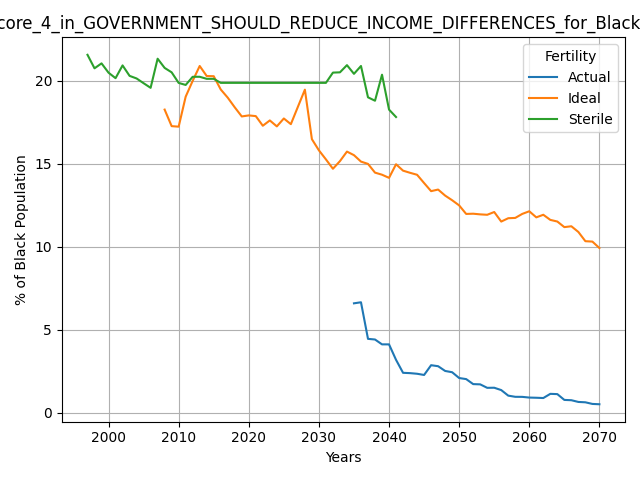 core_4_in_GOVERNMENT_SHOULD_REDUCE_INCOME_DIFFERENCES_for_Black
% of Black Population
20
15
10
5
0
Fertility
Actual
Ideal
Sterile
2000 2010 2020 2030 2040 2050 2060 2070
Years